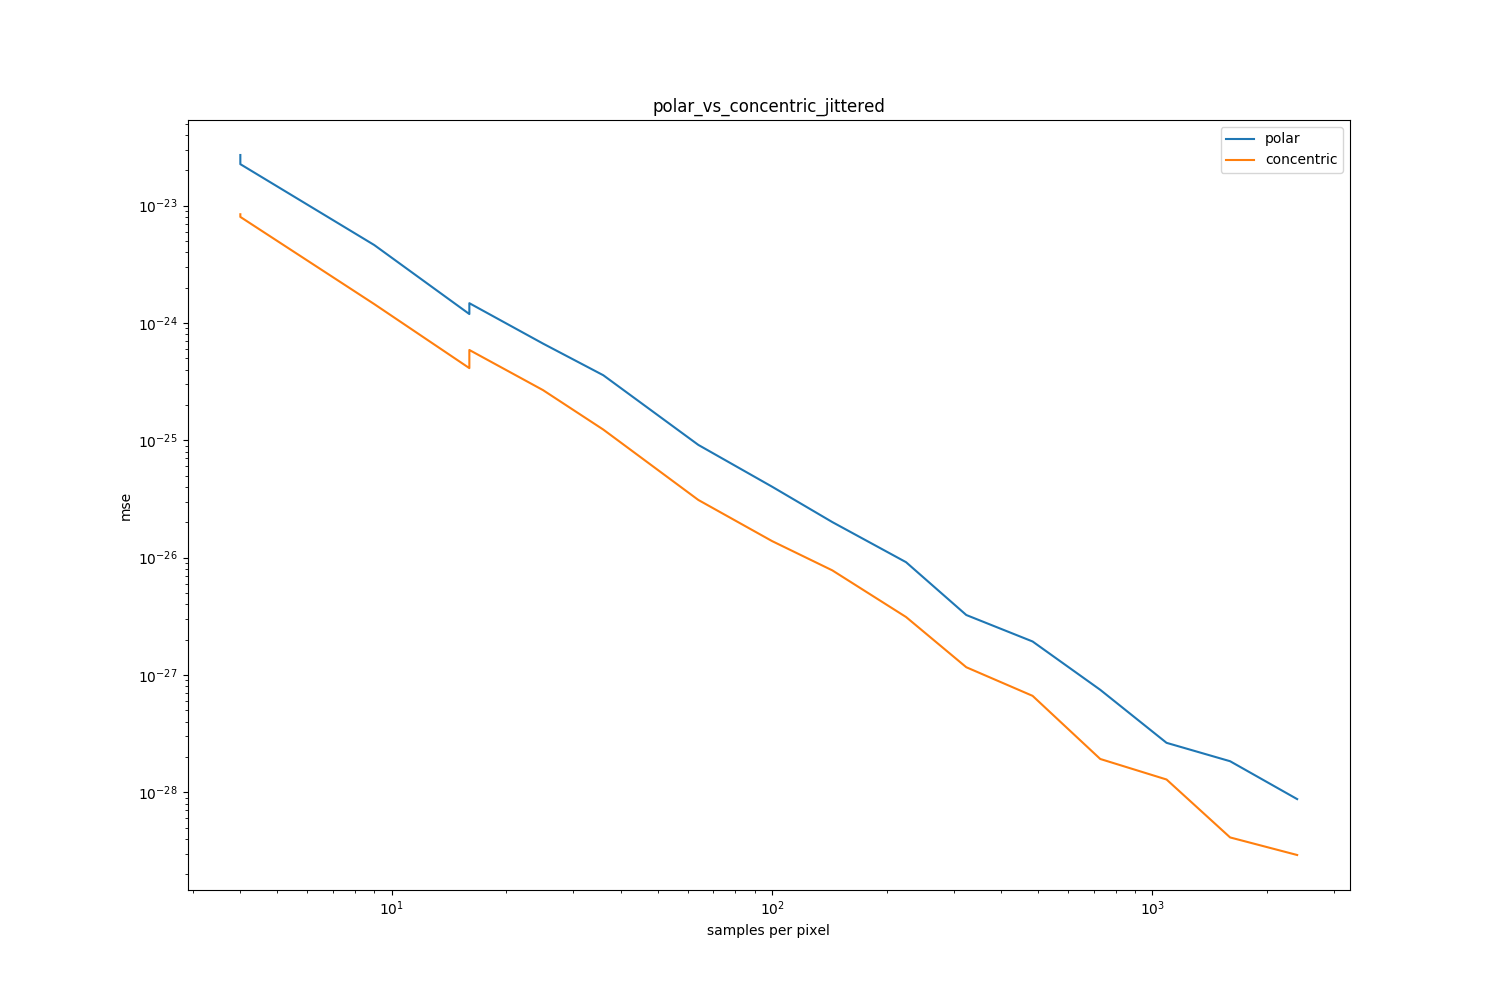 polar_vs_concentric_jittered
polar
concentric
10⁻²³
10⁻²⁴
10⁻²⁵
10⁻²⁶
10⁻²⁷
10⁻²⁸
mse
10¹
10²
10³
samples per pixel